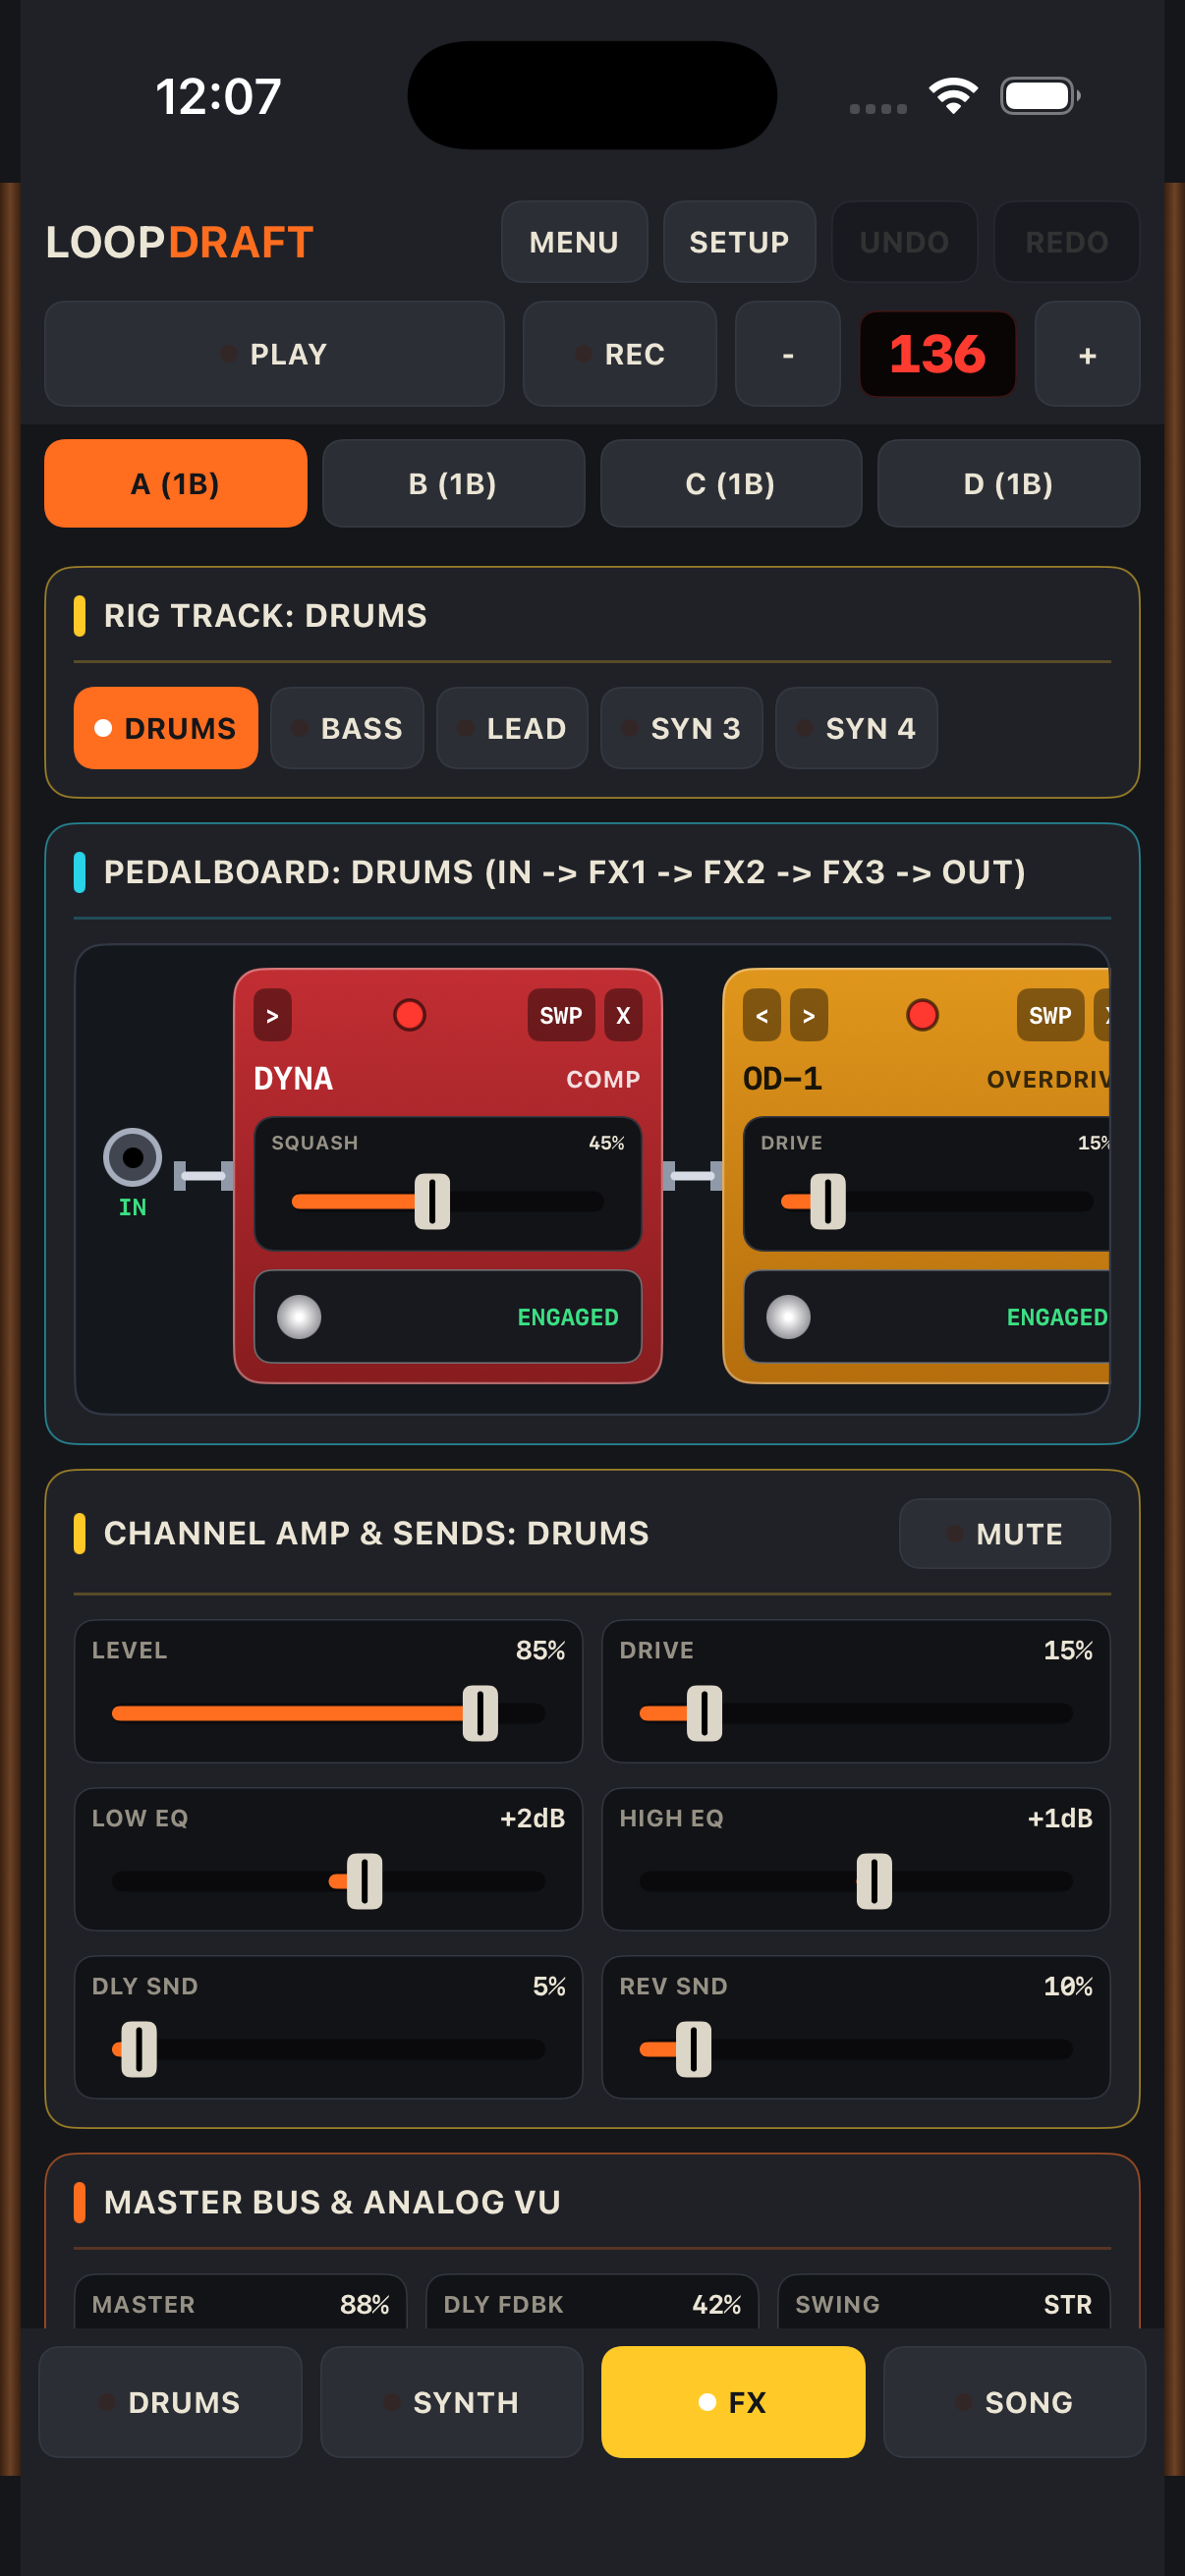 12:07
LOOPDRAFT MENU SETUP UNDO REDO
PLAY REC - 136 +
A (1B) B (1B) C (1B) D (1B)
RIG TRACK: DRUMS
DRUMS BASS LEAD SYN 3 SYN 4
PEDALBOARD: DRUMS (IN -> FX1 -> FX2 -> FX3 -> OUT)
> SWP X
DYNA COMP
SQUASH 45%
ENGAGED
IN
< > SWP
OD-1 OVERDRIV
DRIVE 15%
ENGAGED
CHANNEL AMP & SENDS: DRUMS MUTE
LEVEL 85% DRIVE 15%
LOW EQ +2dB HIGH EQ +1dB
DLY SND 5% REV SND 10%
MASTER BUS & ANALOG VU
MASTER 88% DLY FDBK 42% SWING STR
DRUMS SYNTH FX SONG